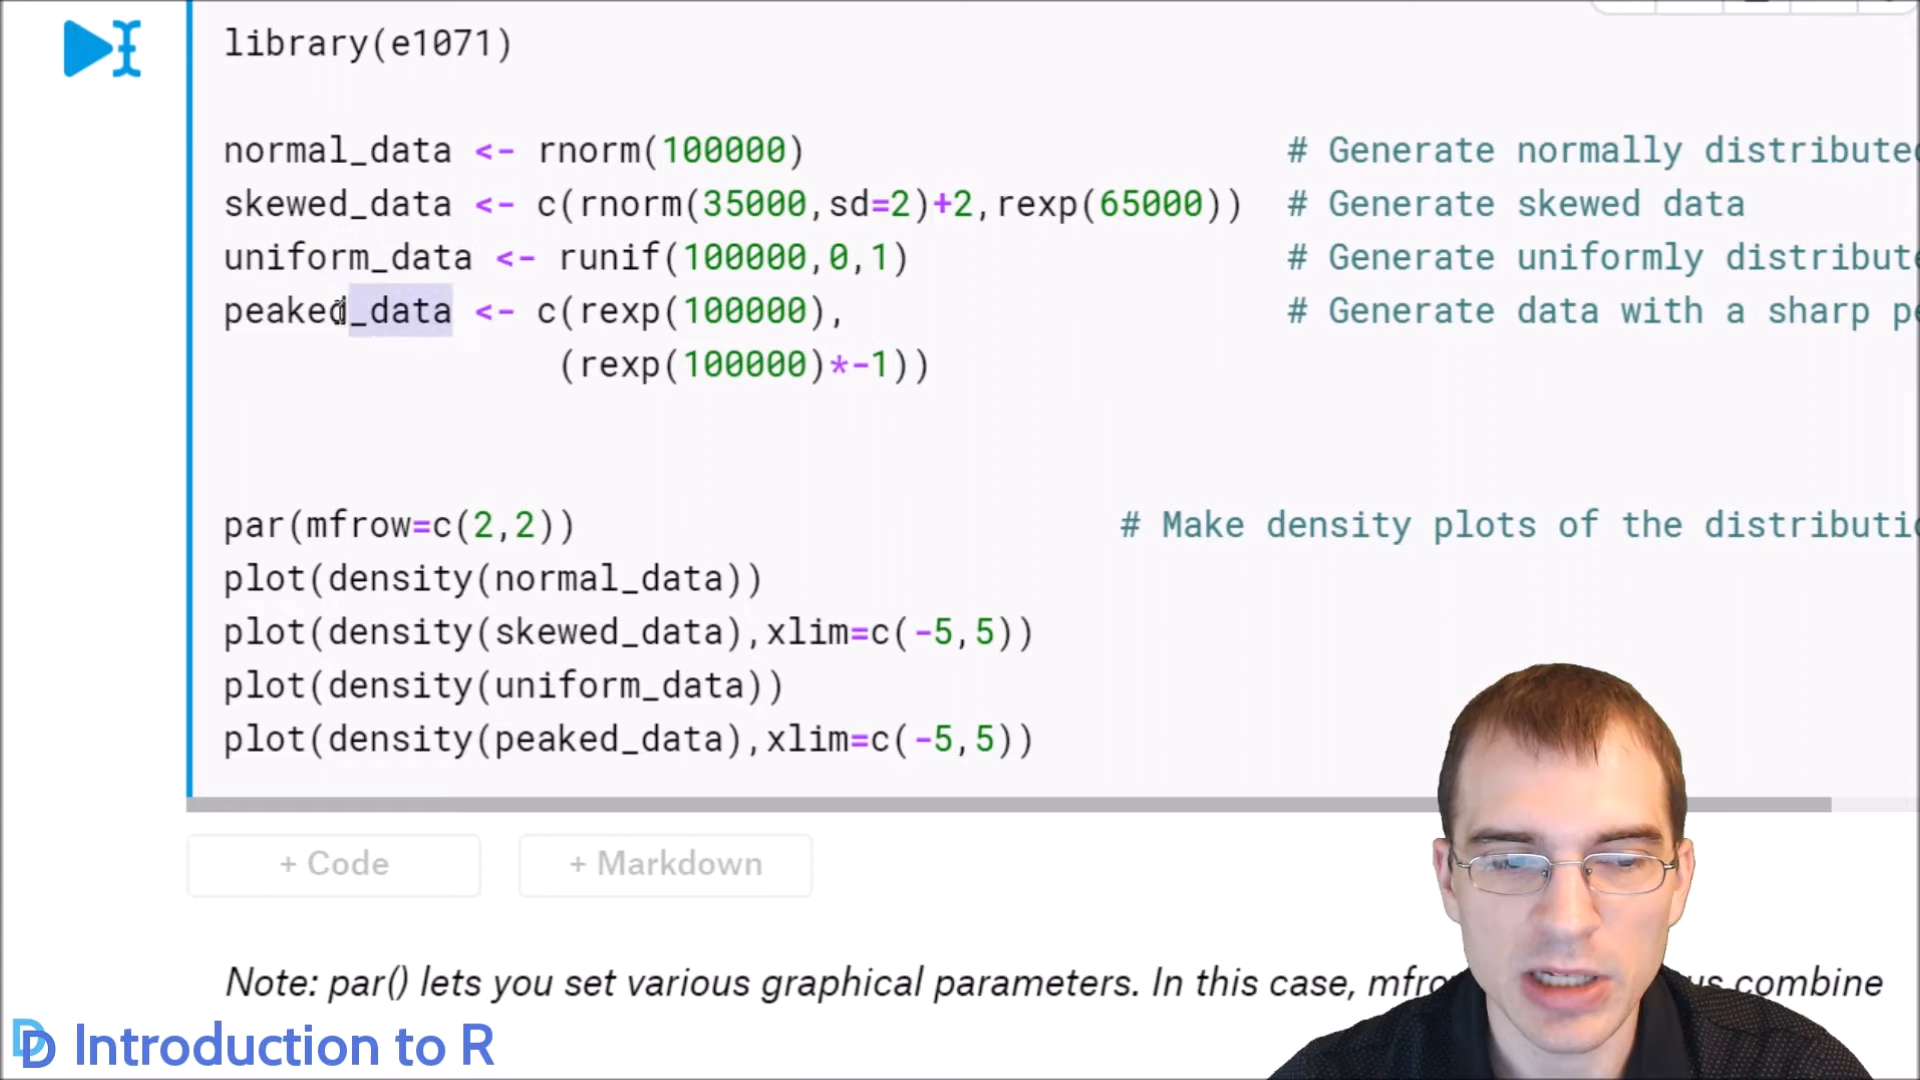 library(e1071)
normal_data <- rnorm(100000) # Generate normally distributed
skewed_data <- c(rnorm(35000,sd=2)+2,rexp(65000)) # Generate skewed data
uniform_data <- runif(100000,0,1) # Generate uniformly
peaked_data <- c(rexp(100000), # Generate data with a sharp
(rexp(100000)*-1))
par(mfrow=c(2,2)) # Make density plots of the
plot(density(normal_data))
plot(density(skewed_data),xlim=c(-5,5))
plot(density(uniform_data))
plot(density(peaked_data),xlim=c(-5,5))
+ Code
+ Markdown
Note: par() lets you set various graphical parameters. In this case, combine
Introduction to R